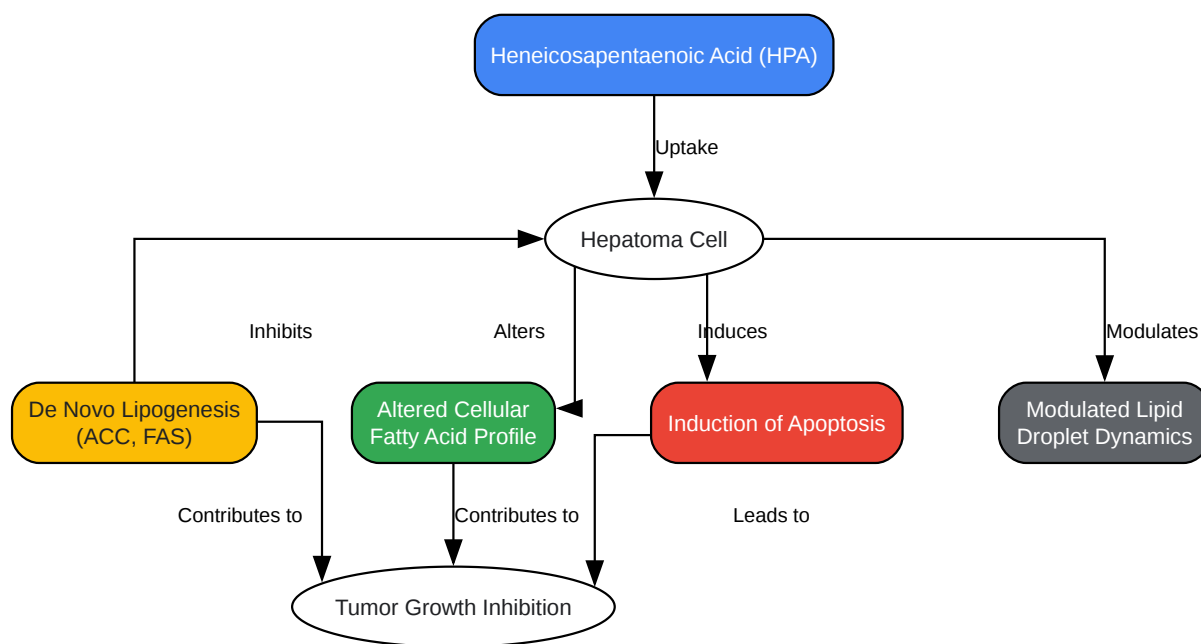 Heneicosapentaenoic Acid (HPA)
Uptake
Hepatoma Cell
Inhibits
Alters
Induces
Modulates
De Novo Lipogenesis
(ACC, FAS)
Altered Cellular
Fatty Acid Profile
Induction of Apoptosis
Modulated Lipid
Droplet Dynamics
Contributes to
Contributes to
Leads to
Tumor Growth Inhibition